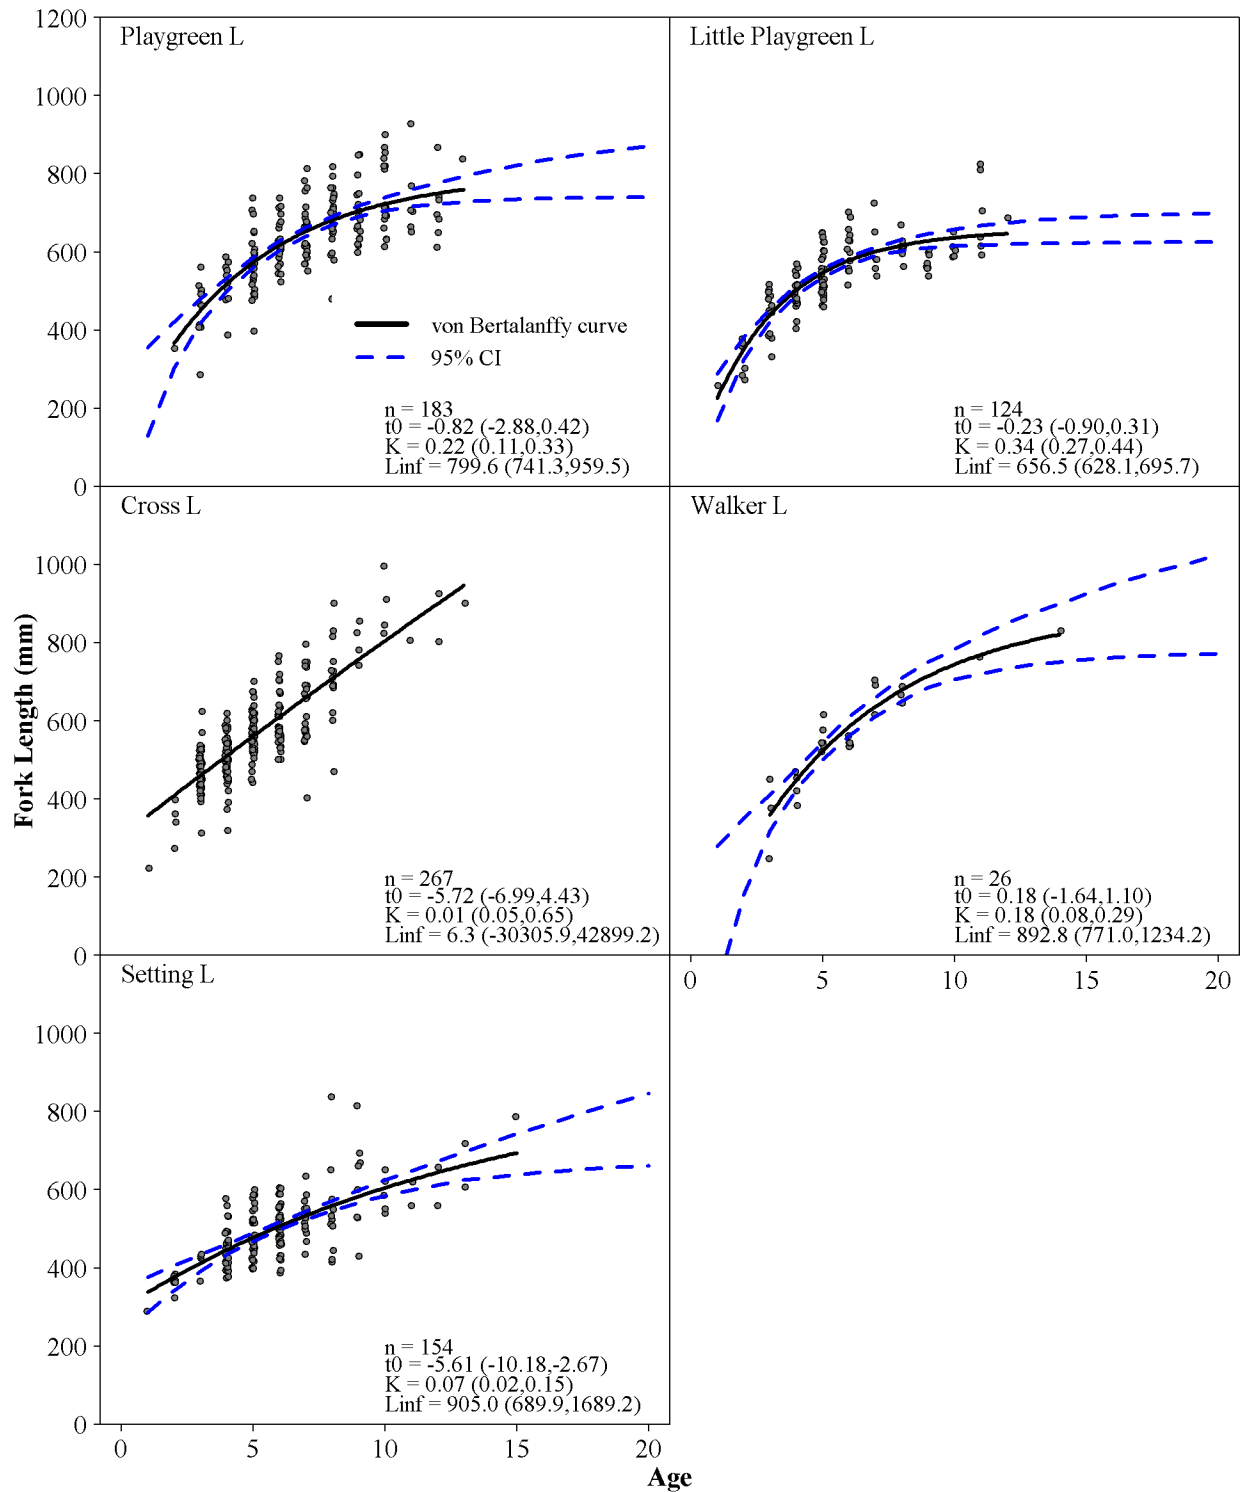 1200
1000
800
600
400
200
0
Playgreen L
von Bertalanffy curve
95% CI
n = 183
t0 = -0.82 (-2.88,0.42)
K = 0.22 (0.11,0.33)
Linf = 799.6 (741.3,959.5)
Little Playgreen L
n = 124
t0 = -0.23 (-0.90,0.31)
K = 0.34 (0.27,0.44)
Linf = 656.5 (628.1,695.7)
Fork Length (mm)
1000
800
600
400
200
0
Cross L
n = 267
t0 = -5.72 (-6.99,4.43)
K = 0.01 (0.05,0.65)
Linf = 6.3 (-30305.9,42899.2)
Walker L
n = 26
t0 = 0.18 (-1.64,1.10)
K = 0.18 (0.08,0.29)
Linf = 892.8 (771.0,1234.2)
0 5 10 15 20
1000
800
600
400
200
0
Setting L
n = 154
t0 = -5.61 (-10.18,-2.67)
K = 0.07 (0.02,0.15)
Linf = 905.0 (689.9,1689.2)
0 5 10 15 20
Age